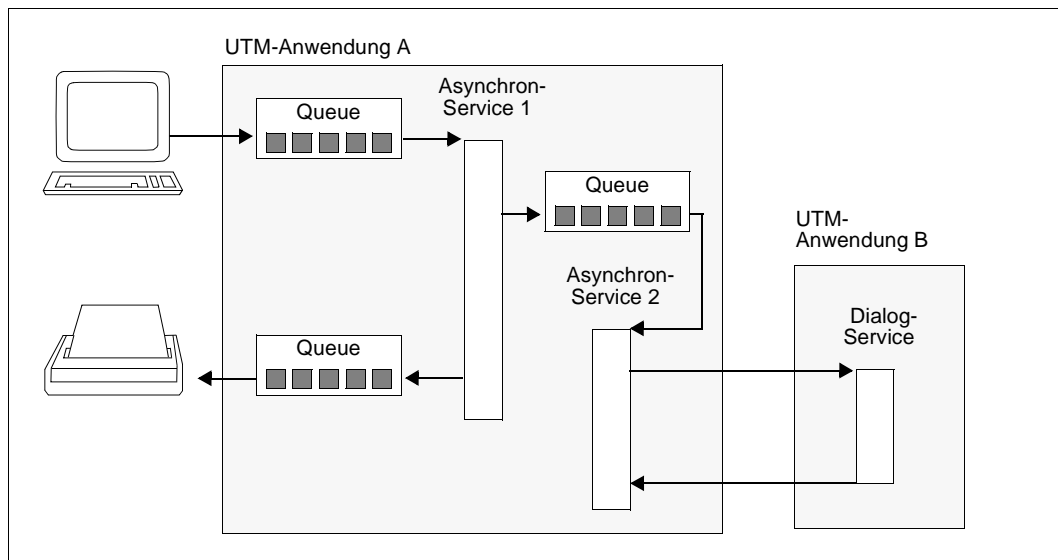 UTM-Anwendung A
Asynchron-
Service 1
Queue
Queue
UTM-
Anwendung B
Asynchron-
Service 2
Dialog-
Service
Queue